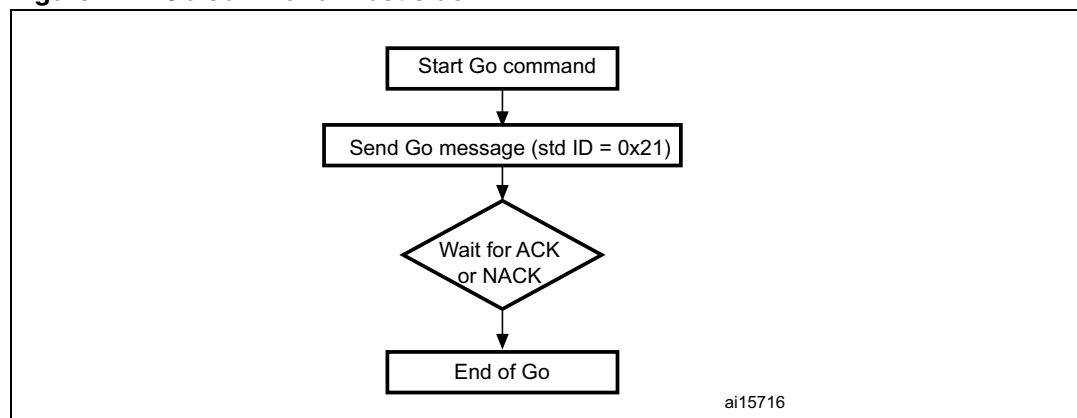 Start Go command
Send Go message (std ID = 0x21)
Wait for ACK
or NACK
End of Go
ai15716